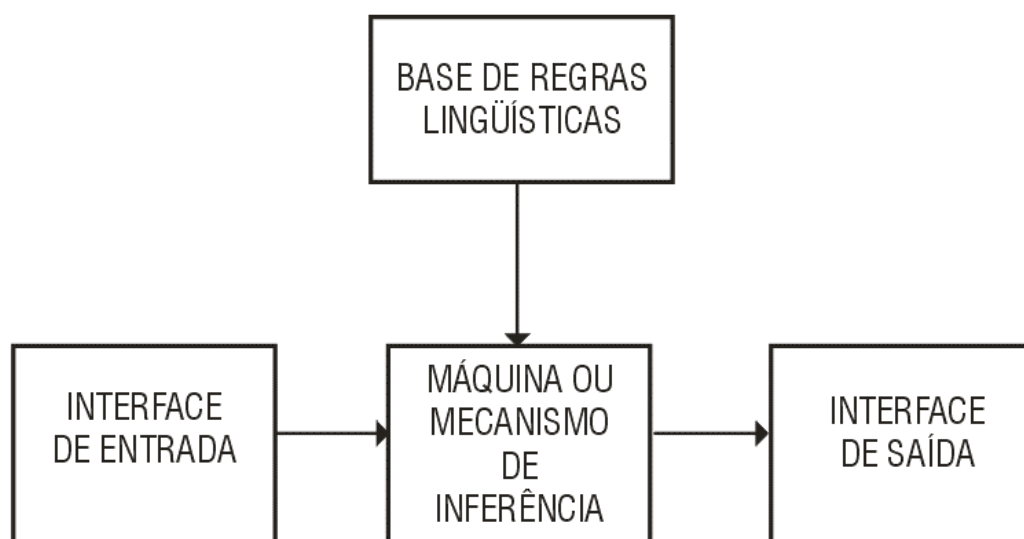 BASE DE REGRAS
LINGÜÍSTICAS
INTERFACE
DE ENTRADA
MÁQUINA OU
MECANISMO
DE
INFERÊNCIA
INTERFACE
DE SAÍDA